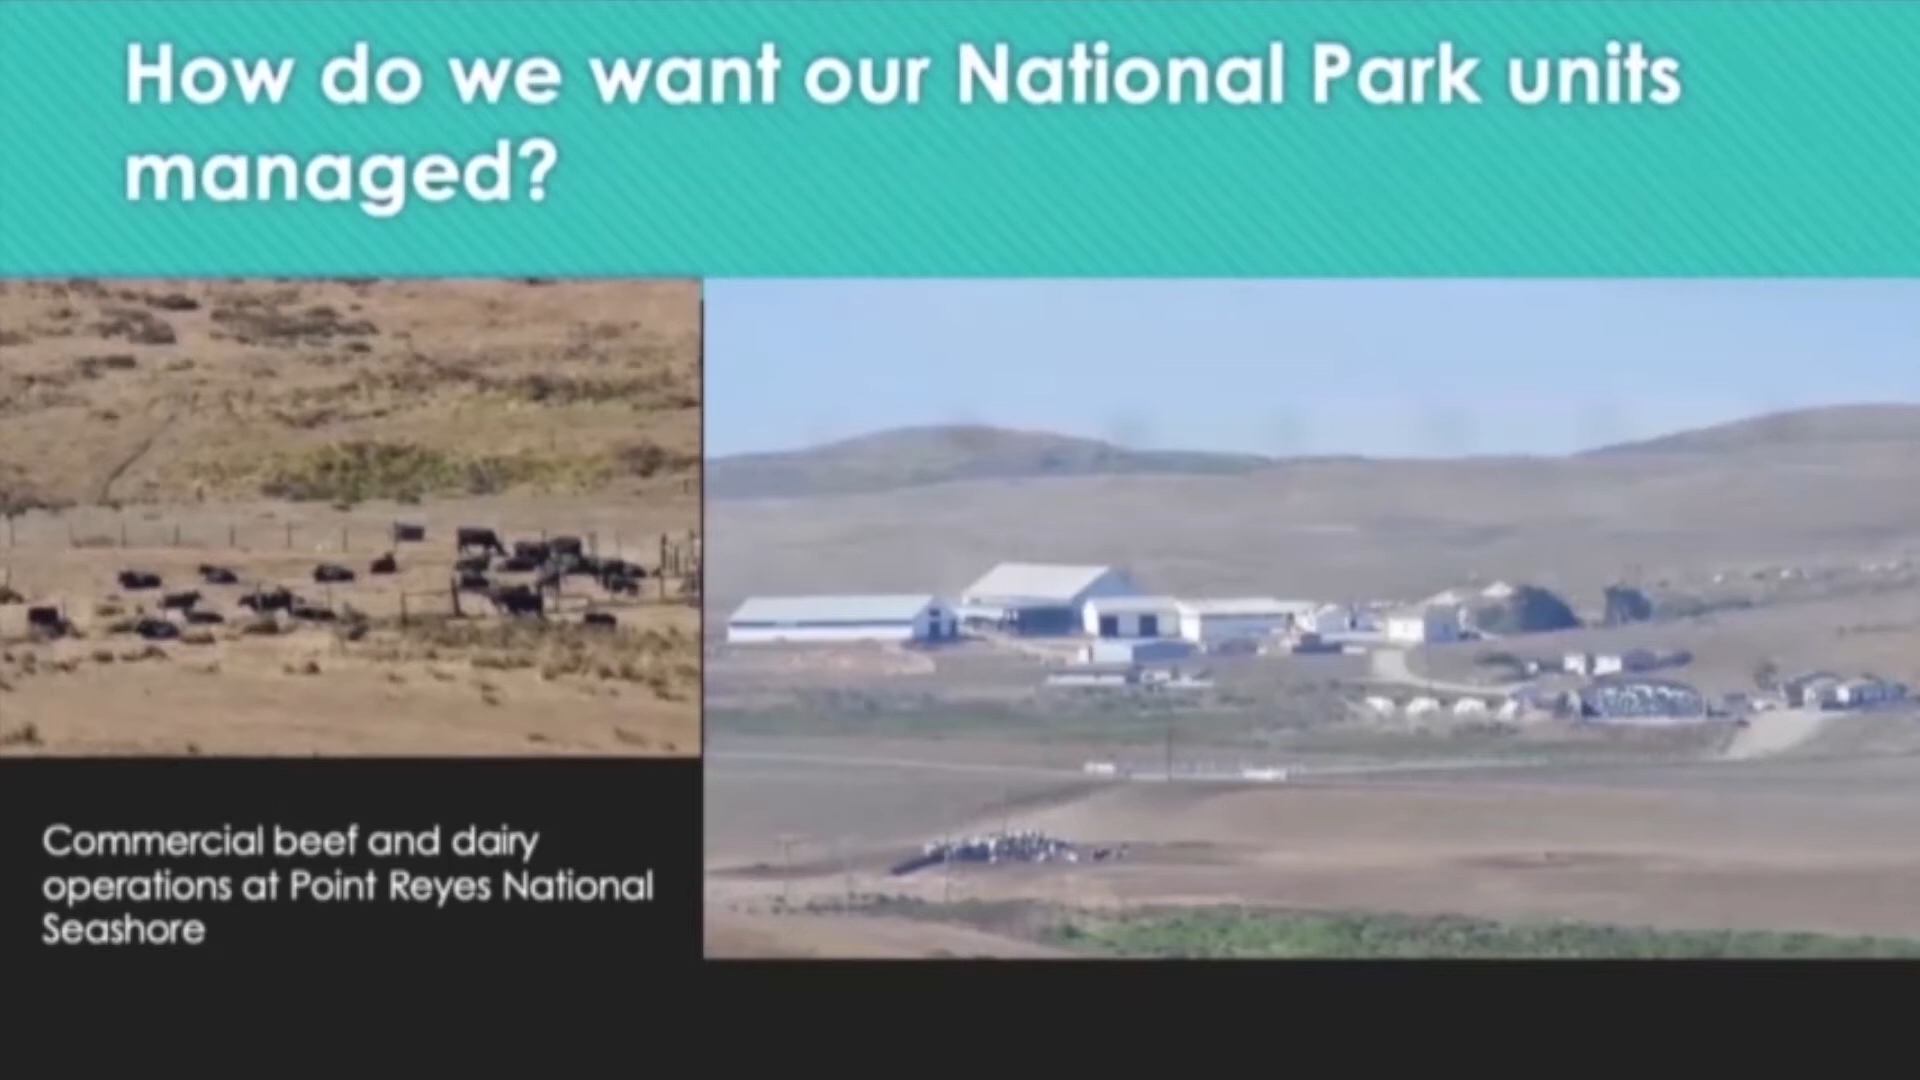 How do we want our National Park units
managed?
Commercial beef and dairy
operations at Point Reyes National
Seashore